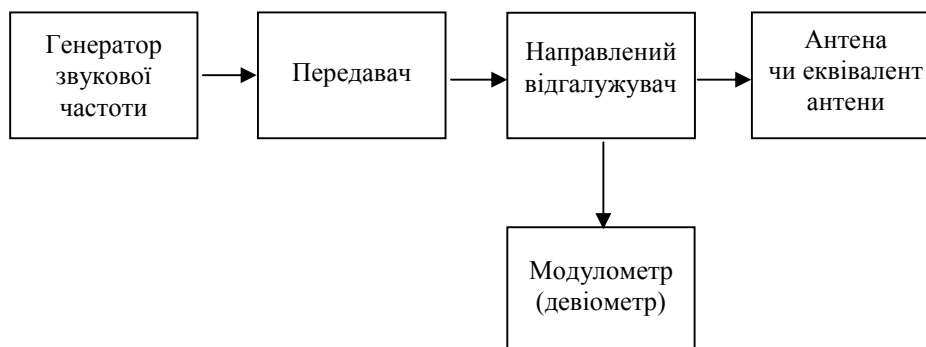 Генератор
звукової
частоти
Передавач
Направлений
відгалужувач
Антена
чи еквівалент
антени
Модулометр
(девіометр)